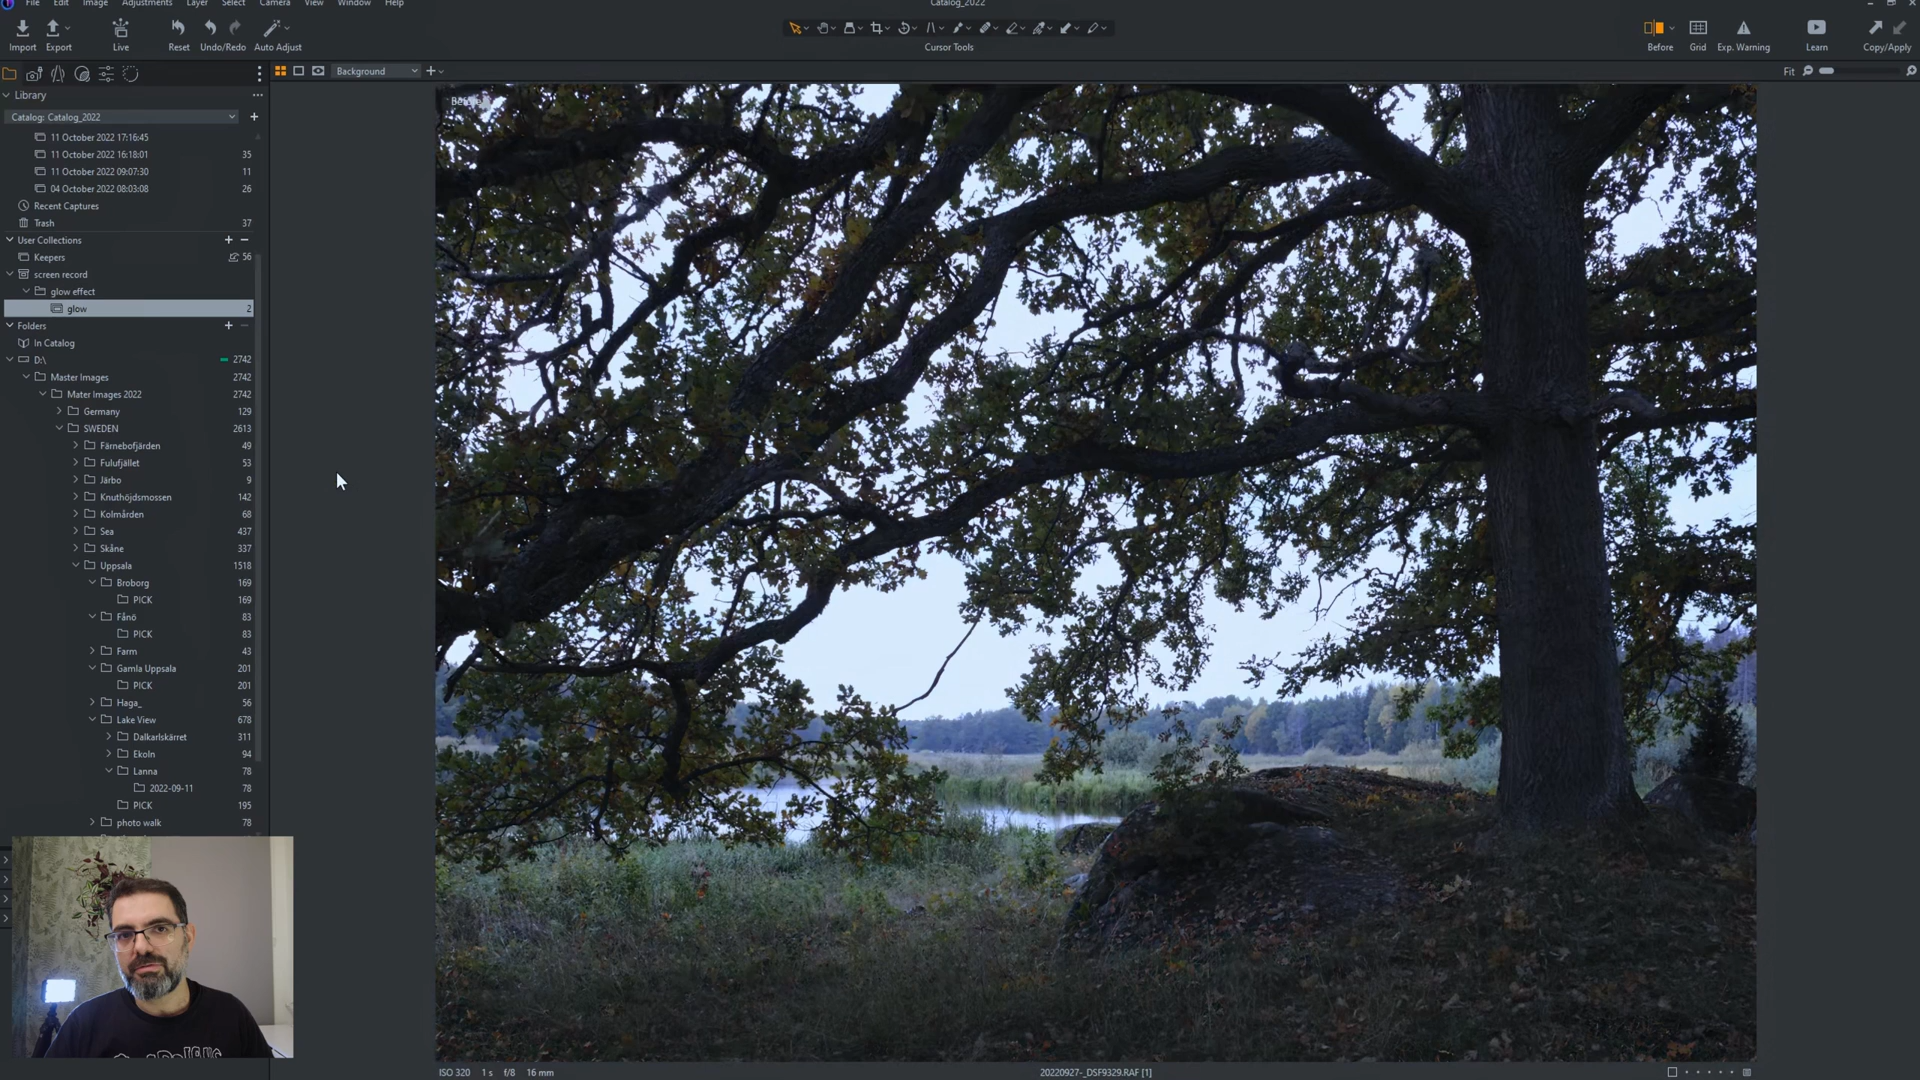 Catalog_2022
File Edit Image Adjustments Layer Select Camera View Window Help
Import Export Live Reset Undo/Redo Auto Adjust Cursor Tools Before Grid Exp. Warning Learn Copy/Apply
Background Fit
Library
Catalog: Catalog_2022
11 October 2022 17:16:45
11 October 2022 16:18:01 35
11 October 2022 09:07:30 11
04 October 2022 08:03:08 26
Recent Captures
Trash 37
User Collections
Keepers 56
screen record
glow effect
glow 2
Folders
In Catalog
D:\ 2742
Master Images 2742
Mater Images 2022 2742
Germany 129
SWEDEN 2613
Färnebofjärden 49
Fulufjället 53
Järbo 9
Knuthöjdsmossen 142
Kolmården 68
Sea 437
Skåne 337
Uppsala 1518
Broborg 169
PICK 169
Fånö 83
PICK 83
Farm 43
Gamla Uppsala 201
PICK 201
Haga_ 56
Lake View 678
Dalkarlskärret 311
Ekoln 94
Lanna 78
2022-09-11 78
PICK 195
photo walk 78
ISO 320 1 s f/8 16 mm 20220927-_DSF9329.RAF [1]